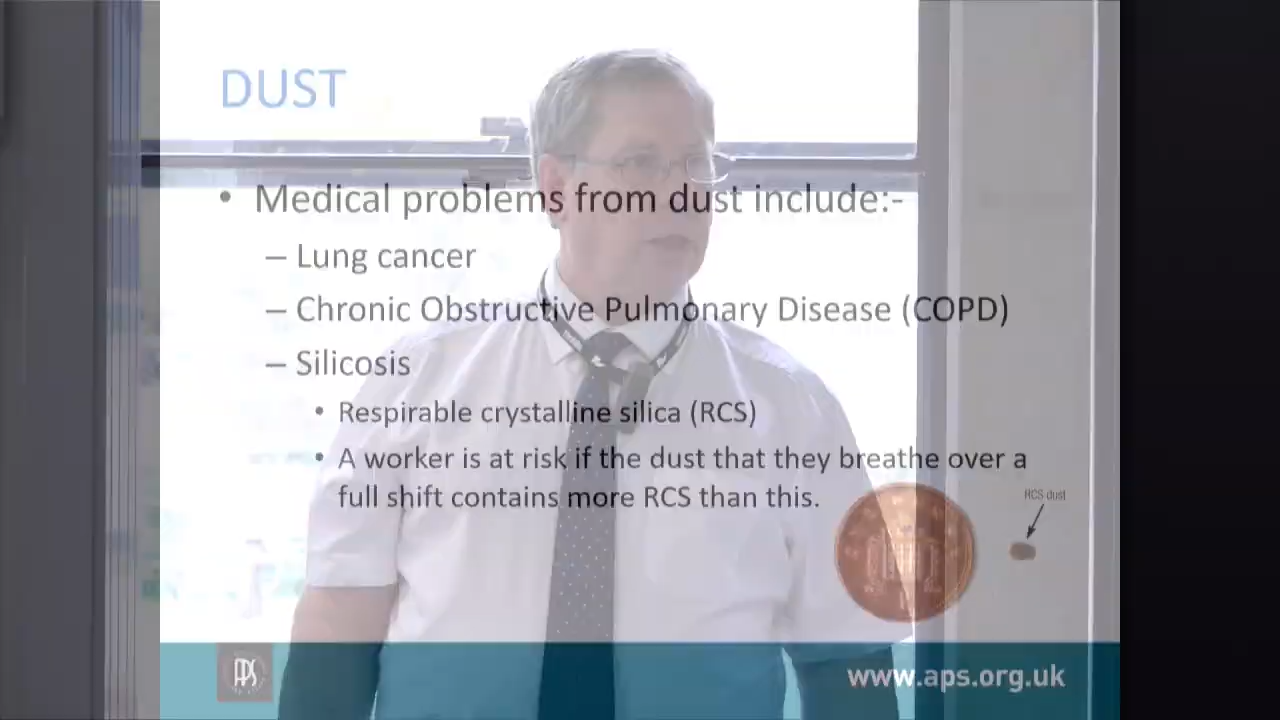 DUST
• Medical problems from dust include:-
– Lung cancer
– Chronic Obstructive Pulmonary Disease (COPD)
– Silicosis
• Respirable crystalline silica (RCS)
• A worker is at risk if the dust that they breathe over a
full shift contains more RCS than this.
RCS dust
APS
www.aps.org.uk